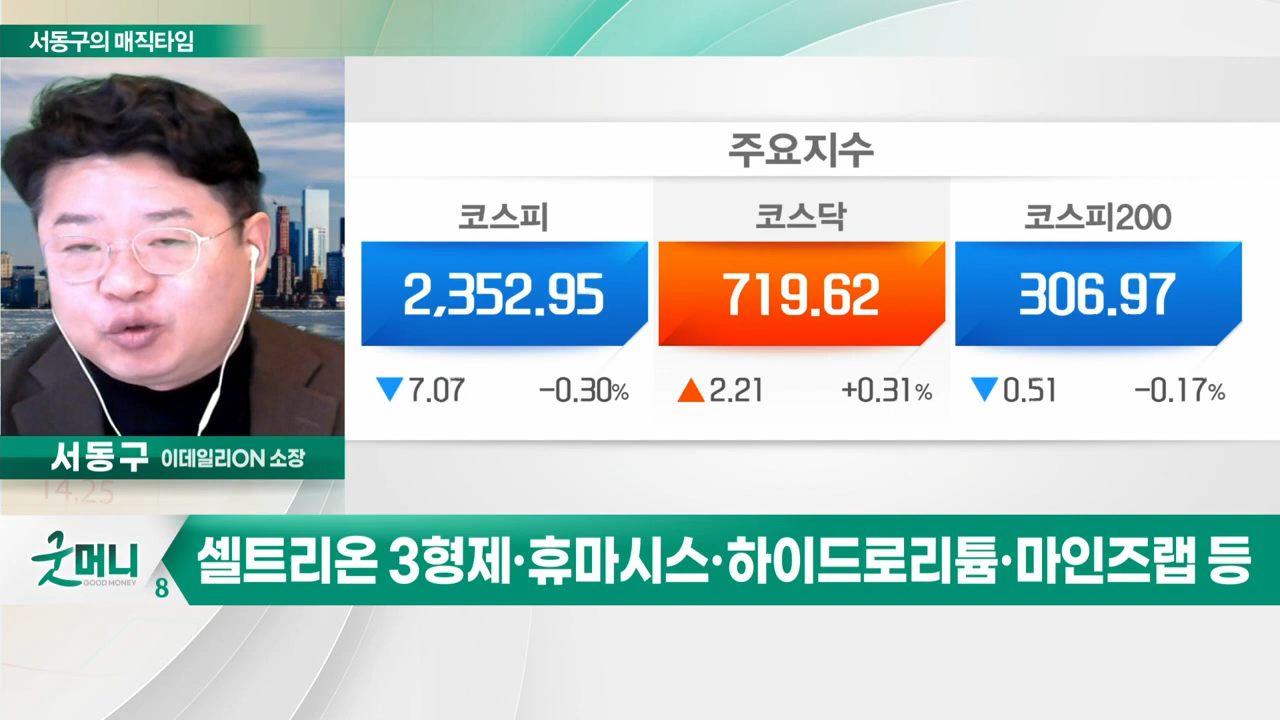 서동구의 매직타임
주요지수
코스피
2,352.95
▼7.07 -0.30%
코스닥
719.62
▲2.21 +0.31%
코스피200
306.97
▼0.51 -0.17%
서동구 이데일리ON 소장
14.25
굿머니
GOOD MONEY
8
셀트리온 3형제·휴마시스·하이드로리튬·마인즈랩 등